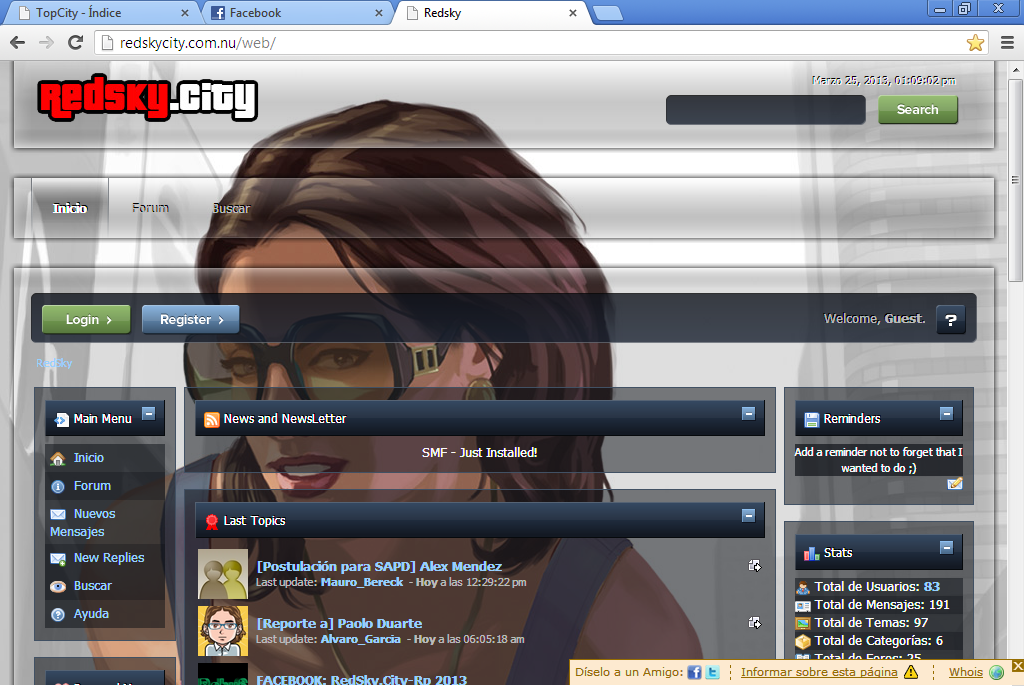 TopCity - Índice
Facebook
Redsky
redskycity.com.nu/web/
Redsky.City
Marzo 25, 2013, 01:09:02 pm
Search
Inicio
Forum
Buscar
Login ›
Register ›
Welcome, Guest.
?
RedSky
Main Menu
Inicio
Forum
Nuevos
Mensajes
New Replies
Buscar
Ayuda
News and NewsLetter
SMF - Just Installed!
Last Topics
[Postulación para SAPD] Alex Mendez
Last update: Mauro_Bereck - Hoy a las 12:29:22 pm
[Reporte a] Paolo Duarte
Last update: Alvaro_Garcia - Hoy a las 06:05:18 am
FACEBOOK: RedSky.City-Rp 2013
Reminders
Add a reminder not to forget that I
wanted to do ;)
Stats
Total de Usuarios: 83
Total de Mensajes: 191
Total de Temas: 97
Total de Categorías: 6
Total de Foros: 25
Díselo a un Amigo:
Informar sobre esta página
Whois